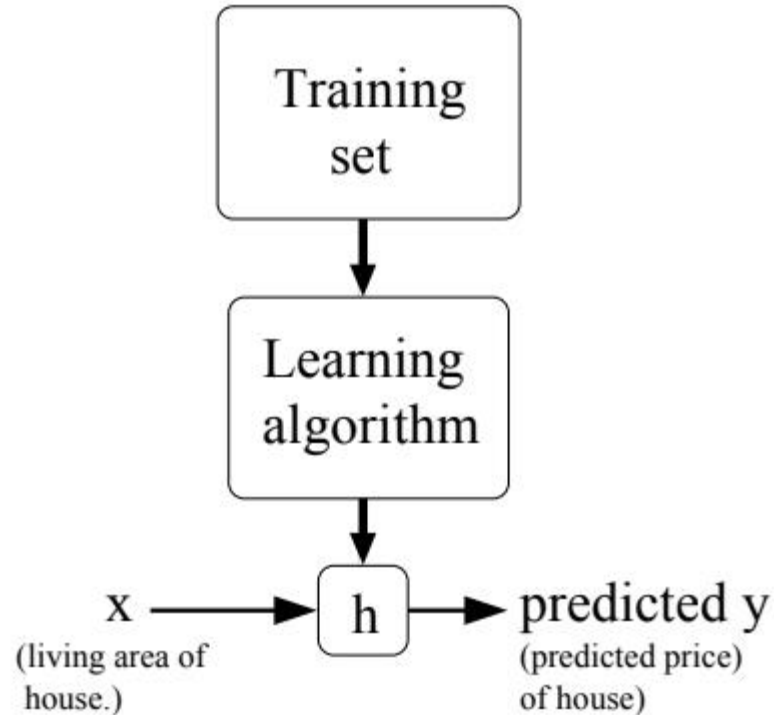 Training
set
Learning
algorithm
x
h
predicted y
(living area of
house.)
(predicted price)
of house)